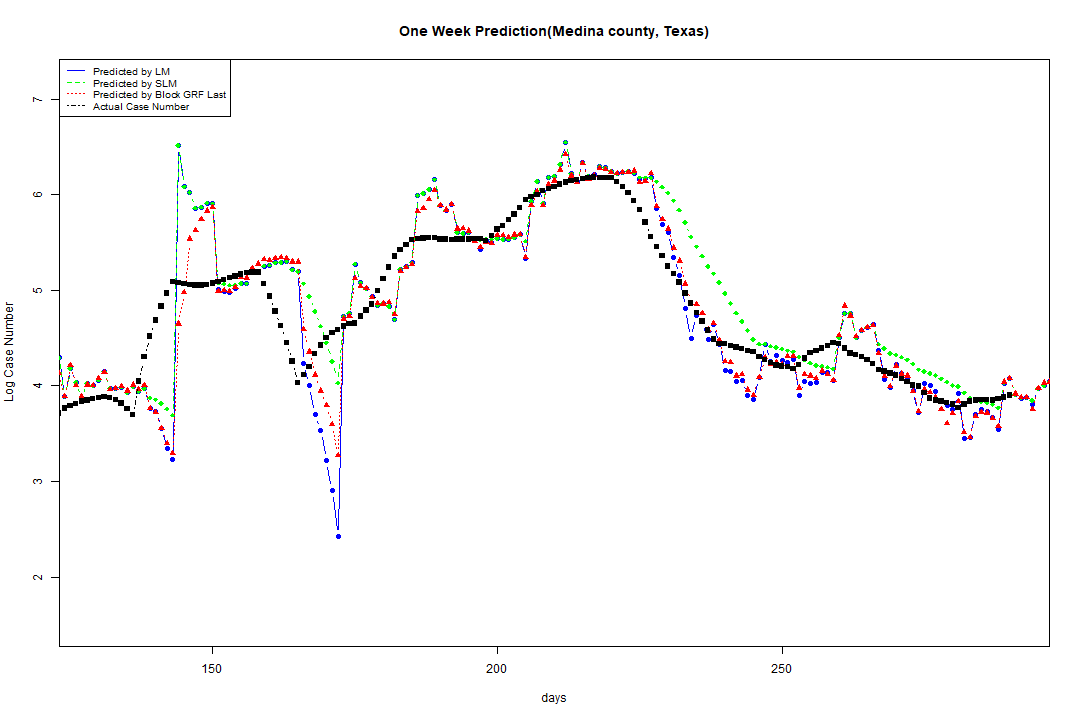 One Week Prediction(Medina county, Texas)
Predicted by LM
Predicted by SLM
Predicted by Block GRF Last
Actual Case Number
7
6
5
4
3
2
Log Case Number
150
200
250
days